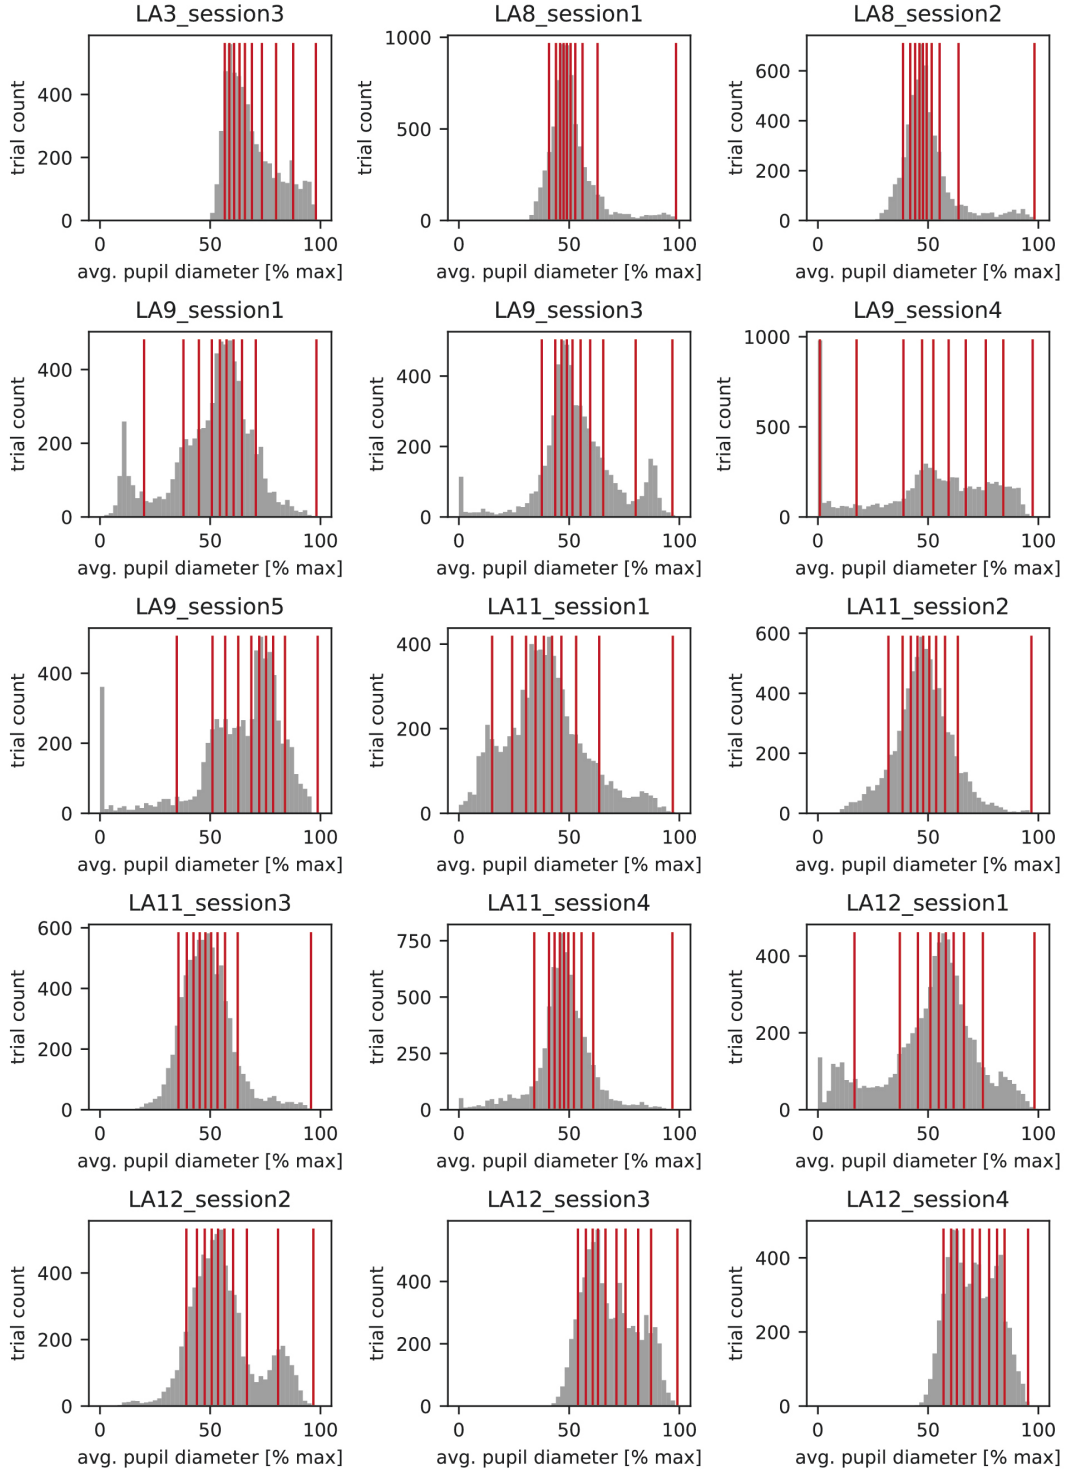 LA3_session3
LA8_session1
LA8_session2
trial count
400
200
0
trial count
1000
500
0
trial count
600
400
200
0
0 50 100
0 50 100
0 50 100
avg. pupil diameter [% max]
avg. pupil diameter [% max]
avg. pupil diameter [% max]
LA9_session1
LA9_session3
LA9_session4
trial count
400
200
0
trial count
400
200
0
trial count
1000
500
0
0 50 100
0 50 100
0 50 100
avg. pupil diameter [% max]
avg. pupil diameter [% max]
avg. pupil diameter [% max]
LA9_session5
LA11_session1
LA11_session2
trial count
400
200
0
trial count
400
200
0
trial count
600
400
200
0
0 50 100
0 50 100
0 50 100
avg. pupil diameter [% max]
avg. pupil diameter [% max]
avg. pupil diameter [% max]
LA11_session3
LA11_session4
LA12_session1
trial count
600
400
200
0
trial count
750
500
250
0
trial count
400
200
0
0 50 100
0 50 100
0 50 100
avg. pupil diameter [% max]
avg. pupil diameter [% max]
avg. pupil diameter [% max]
LA12_session2
LA12_session3
LA12_session4
trial count
400
200
0
trial count
400
200
0
trial count
400
200
0
0 50 100
0 50 100
0 50 100
avg. pupil diameter [% max]
avg. pupil diameter [% max]
avg. pupil diameter [% max]